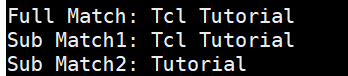 Full Match: Tcl Tutorial
Sub Match1: Tcl Tutorial
Sub Match2: Tutorial